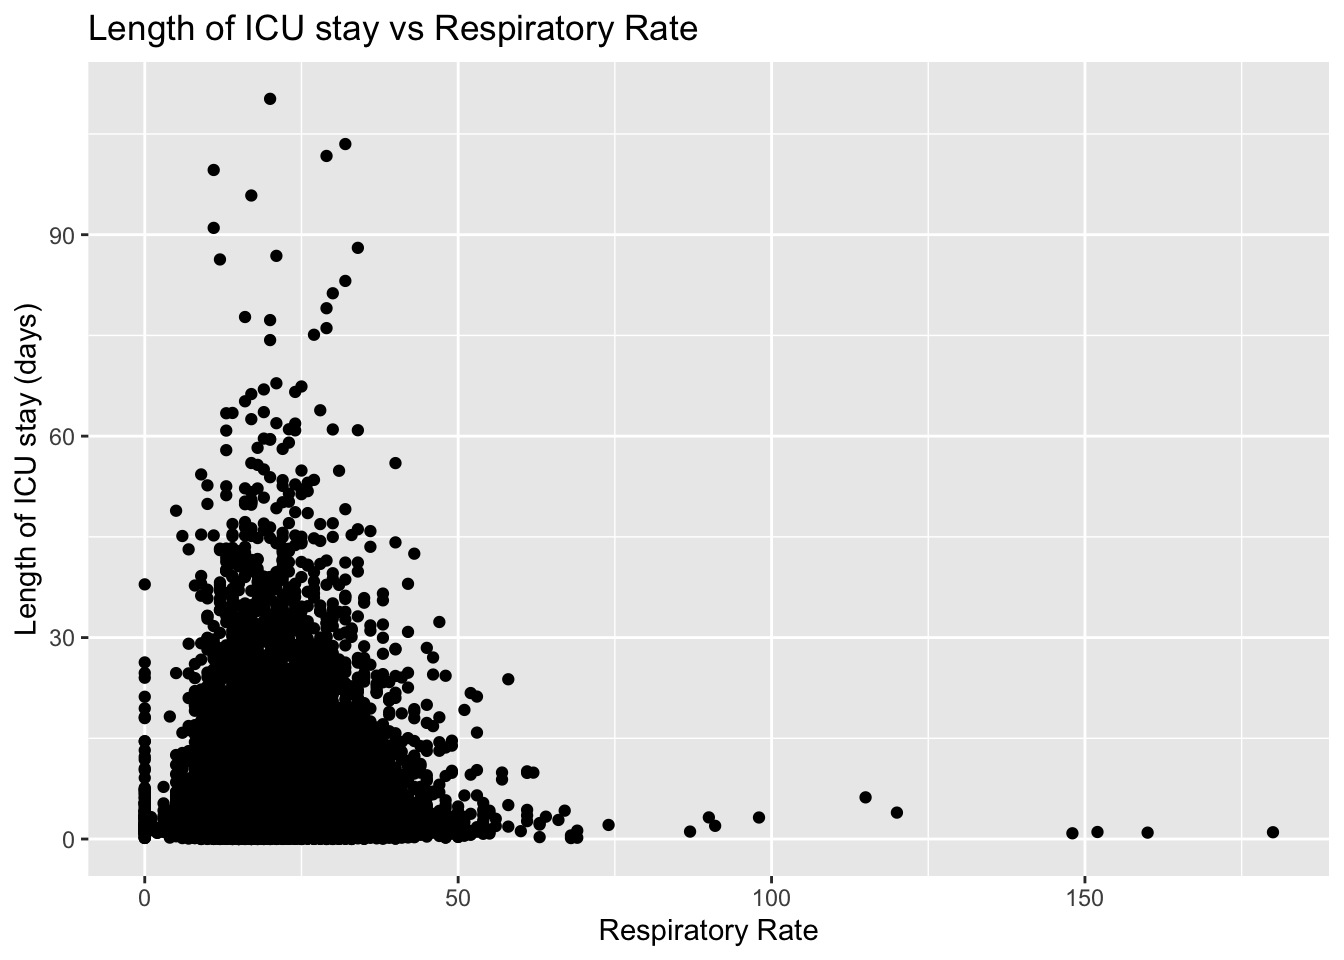 Length of ICU stay vs Respiratory Rate
Length of ICU stay (days)
90
60
30
0
0 50 100 150
Respiratory Rate